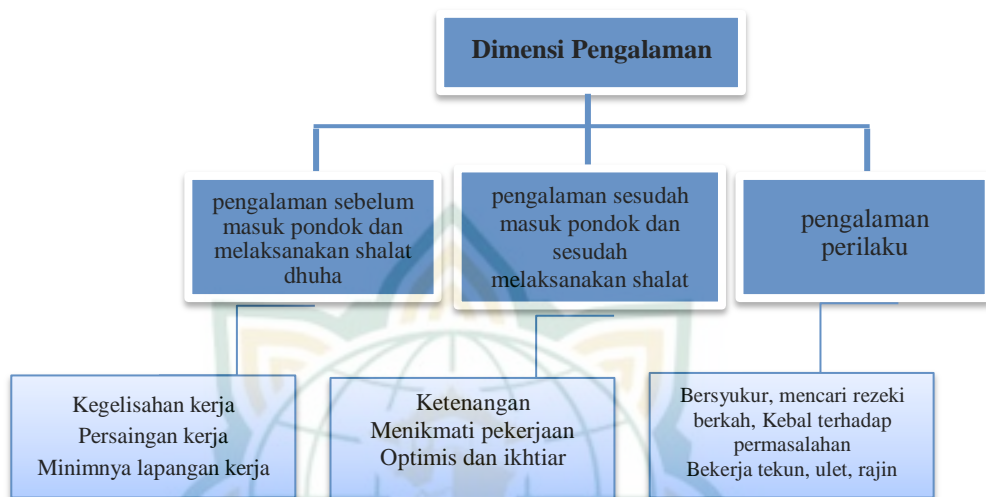 Dimensi Pengalaman
pengalaman sebelum
masuk pondok dan
melaksanakan shalat
dhuha
pengalaman sesudah
masuk pondok dan
sesudah
melaksanakan shalat
pengalaman
perilaku
Kegelisahan kerja
Persaingan kerja
Minimnya lapangan kerja
Ketenangan
Menikmati pekerjaan
Optimis dan ikhtiar
Bersyukur, mencari rezeki
berkah, Kebal terhadap
permasalahan
Bekerja tekun, ulet, rajin